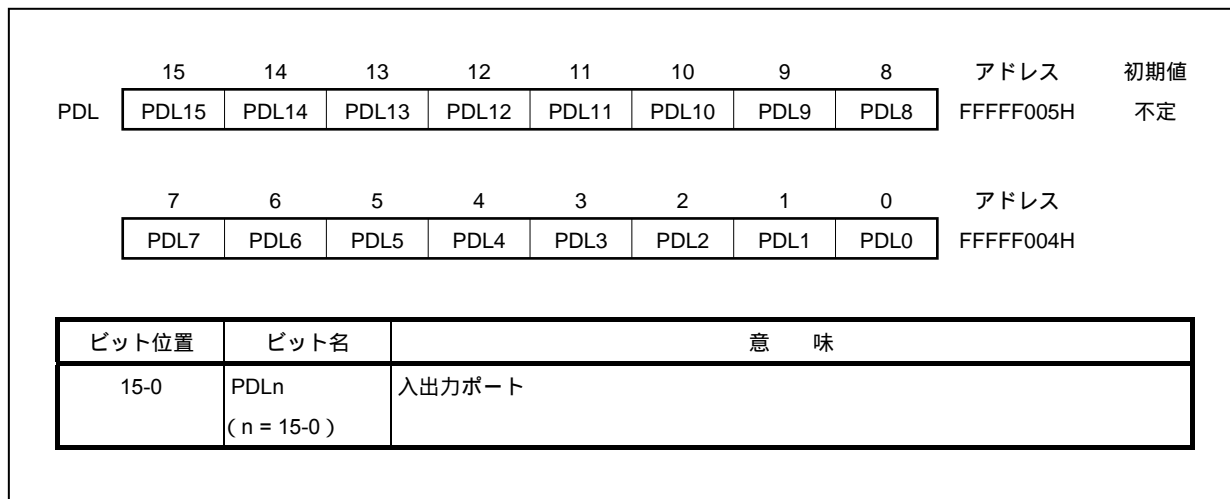 15 14 13 12 11 10 9 8 アドレス 初期値
PDL PDL15 PDL14 PDL13 PDL12 PDL11 PDL10 PDL9 PDL8 FFFFF005H 不定
7 6 5 4 3 2 1 0 アドレス
PDL7 PDL6 PDL5 PDL4 PDL3 PDL2 PDL1 PDL0 FFFFF004H
ビット位置 ビット名 意 味
15-0 PDLn 入出力ポート
(n = 15-0)